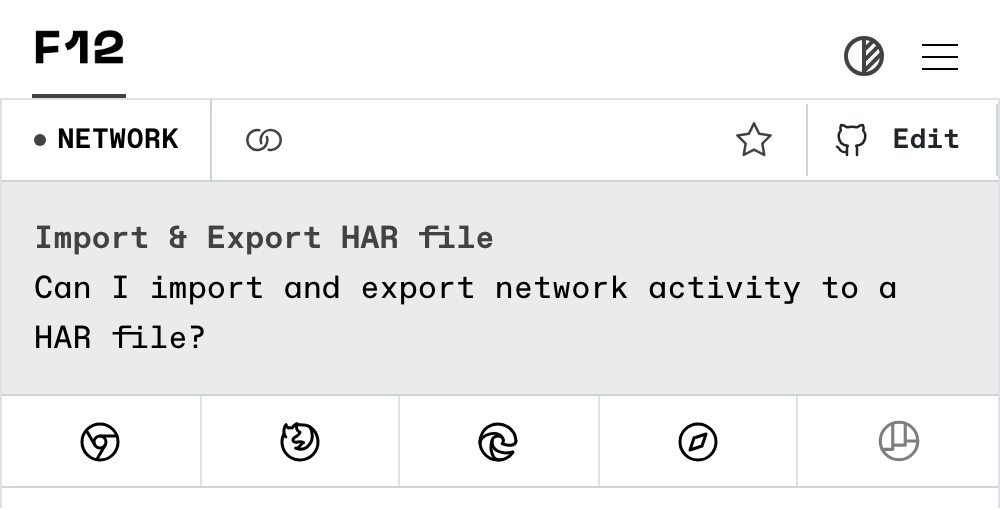 F12
NETWORK
Edit
Import & Export HAR file
Can I import and export network activity to a
HAR file?